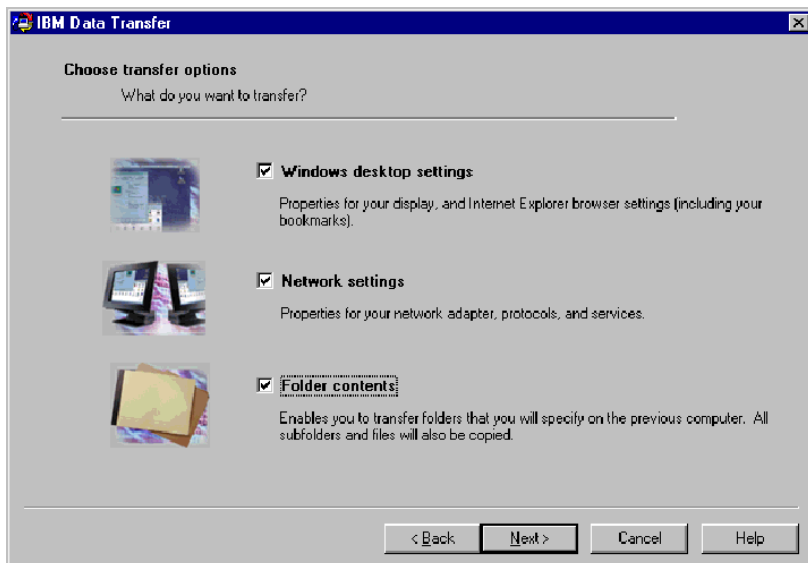 IBM Data Transfer
Choose transfer options
What do you want to transfer?
Windows desktop settings
Properties for your display, and Internet Explorer browser settings (including your
bookmarks).
Network settings
Properties for your network adapter, protocols, and services.
Folder contents
Enables you to transfer folders that you will specify on the previous computer. All
subfolders and files will also be copied.
< Back
Next >
Cancel
Help